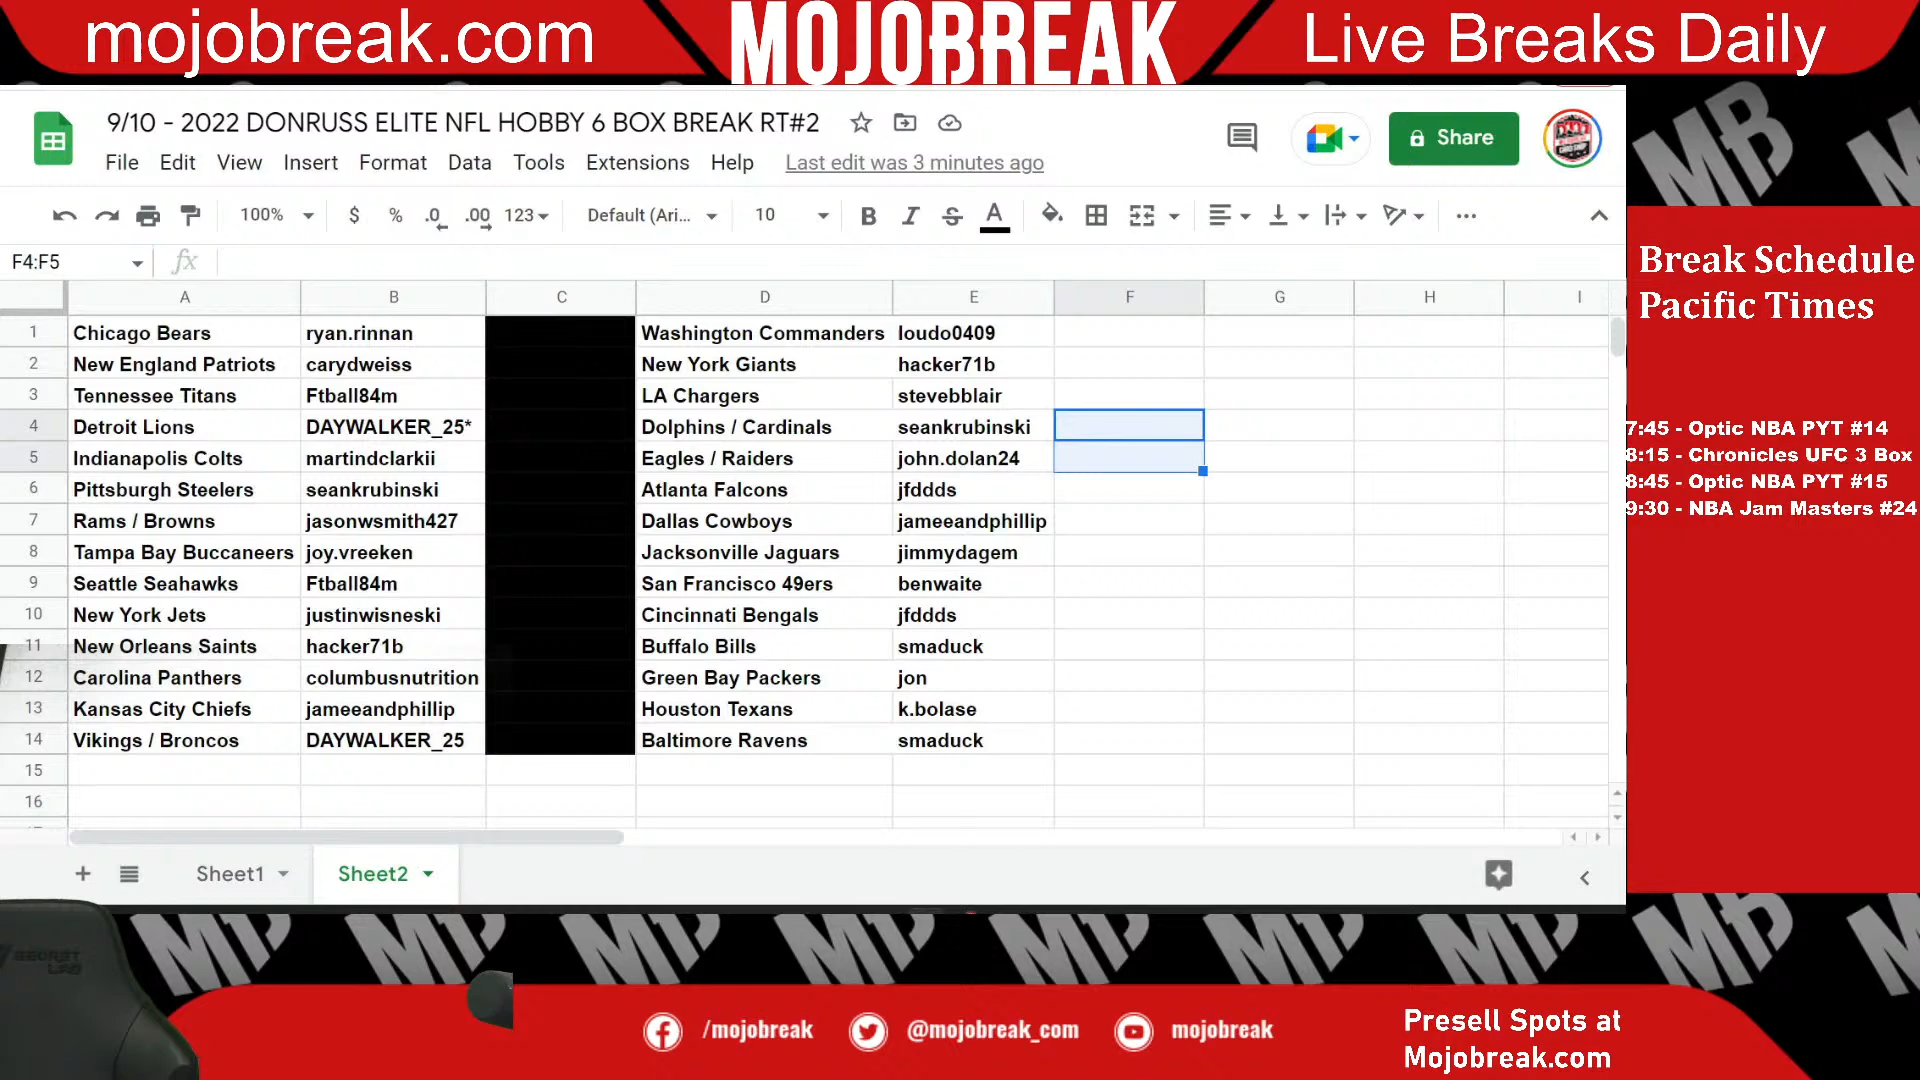 mojobreak.com
MOJOBREAK
Live Breaks Daily
9/10 - 2022 DONRUSS ELITE NFL HOBBY 6 BOX BREAK RT#2
Share
File Edit View Insert Format Data Tools Extensions Help Last edit was 3 minutes ago
100% $ % .0 .00 123 Default (Ari... 10 B I S A
F4:F5 fx
A B C D E F G H I
1 Chicago Bears ryan.rinnan Washington Commanders loudo0409
2 New England Patriots carydweiss New York Giants hacker71b
3 Tennessee Titans Ftball84m LA Chargers stevebblair
4 Detroit Lions DAYWALKER_25* Dolphins / Cardinals seankrubinski
5 Indianapolis Colts martindclarkii Eagles / Raiders john.dolan24
6 Pittsburgh Steelers seankrubinski Atlanta Falcons jfddds
7 Rams / Browns jasonwsmith427 Dallas Cowboys jameeandphillip
8 Tampa Bay Buccaneers joy.vreeken Jacksonville Jaguars jimmydagem
9 Seattle Seahawks Ftball84m San Francisco 49ers benwaite
10 New York Jets justinwisneski Cincinnati Bengals jfddds
11 New Orleans Saints hacker71b Buffalo Bills smaduck
12 Carolina Panthers columbusnutrition Green Bay Packers jon
13 Kansas City Chiefs jameeandphillip Houston Texans k.bolase
14 Vikings / Broncos DAYWALKER_25 Baltimore Ravens smaduck
15
16
Sheet1 Sheet2
Break Schedule
Pacific Times
7:45 - Optic NBA PYT #14
8:15 - Chronicles UFC 3 Box
8:45 - Optic NBA PYT #15
9:30 - NBA Jam Masters #24
MB
SECRET
LAB
/mojobreak @mojobreak_com mojobreak
Presell Spots at
Mojobreak.com